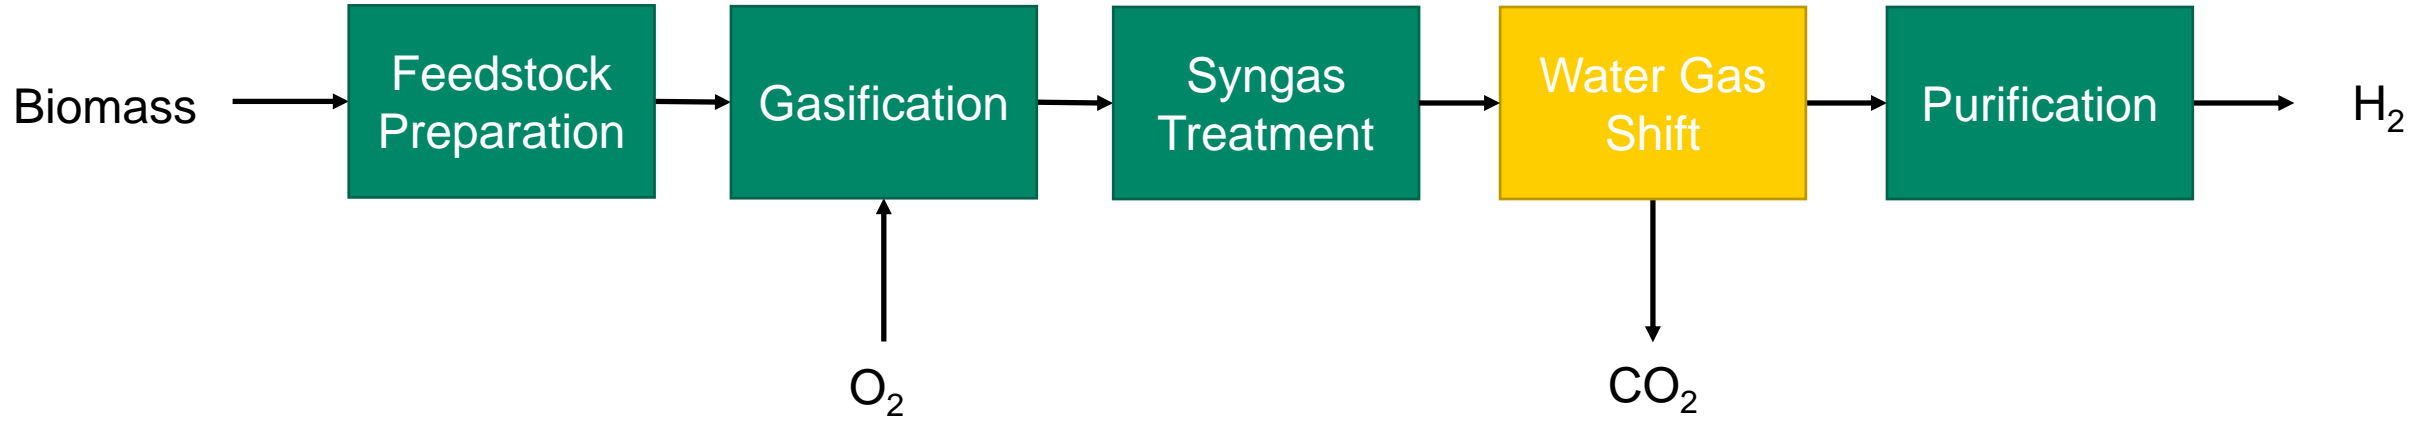 Biomass
Feedstock
Preparation
Gasification
Syngas
Treatment
Water Gas
Shift
Purification
H₂
O₂
CO₂